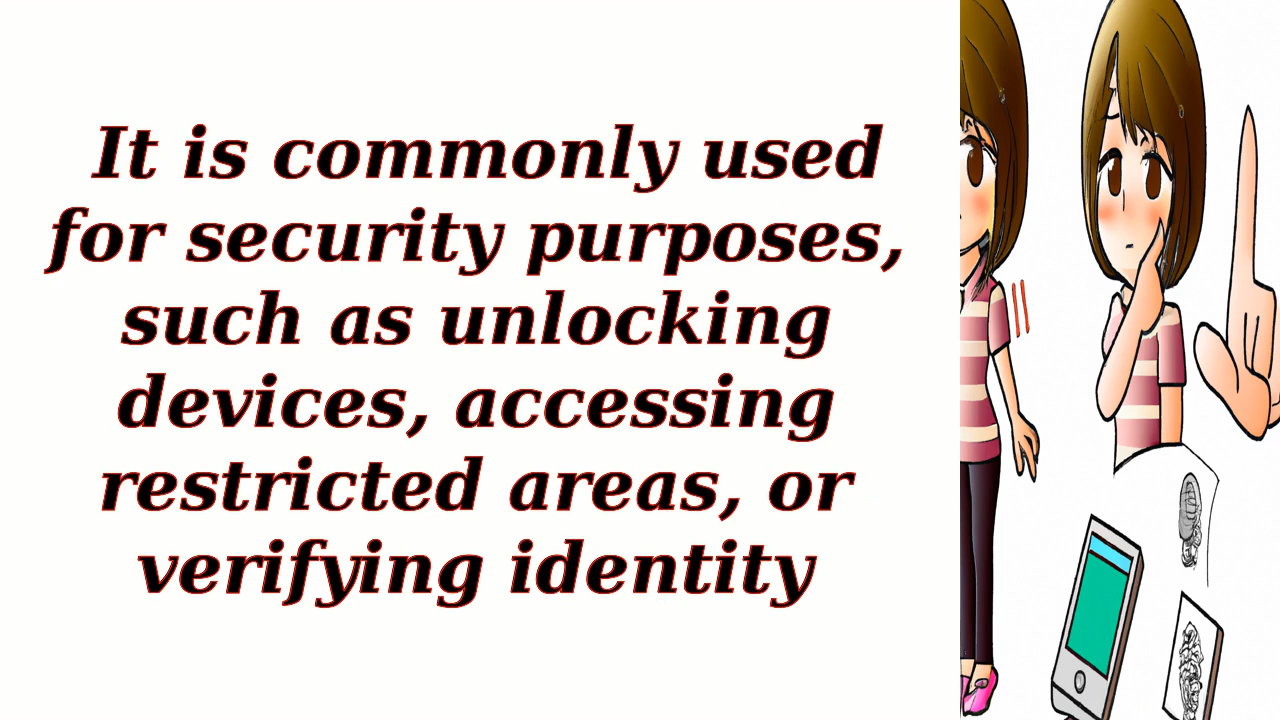 It is commonly used
for security purposes,
such as unlocking
devices, accessing
restricted areas, or
verifying identity